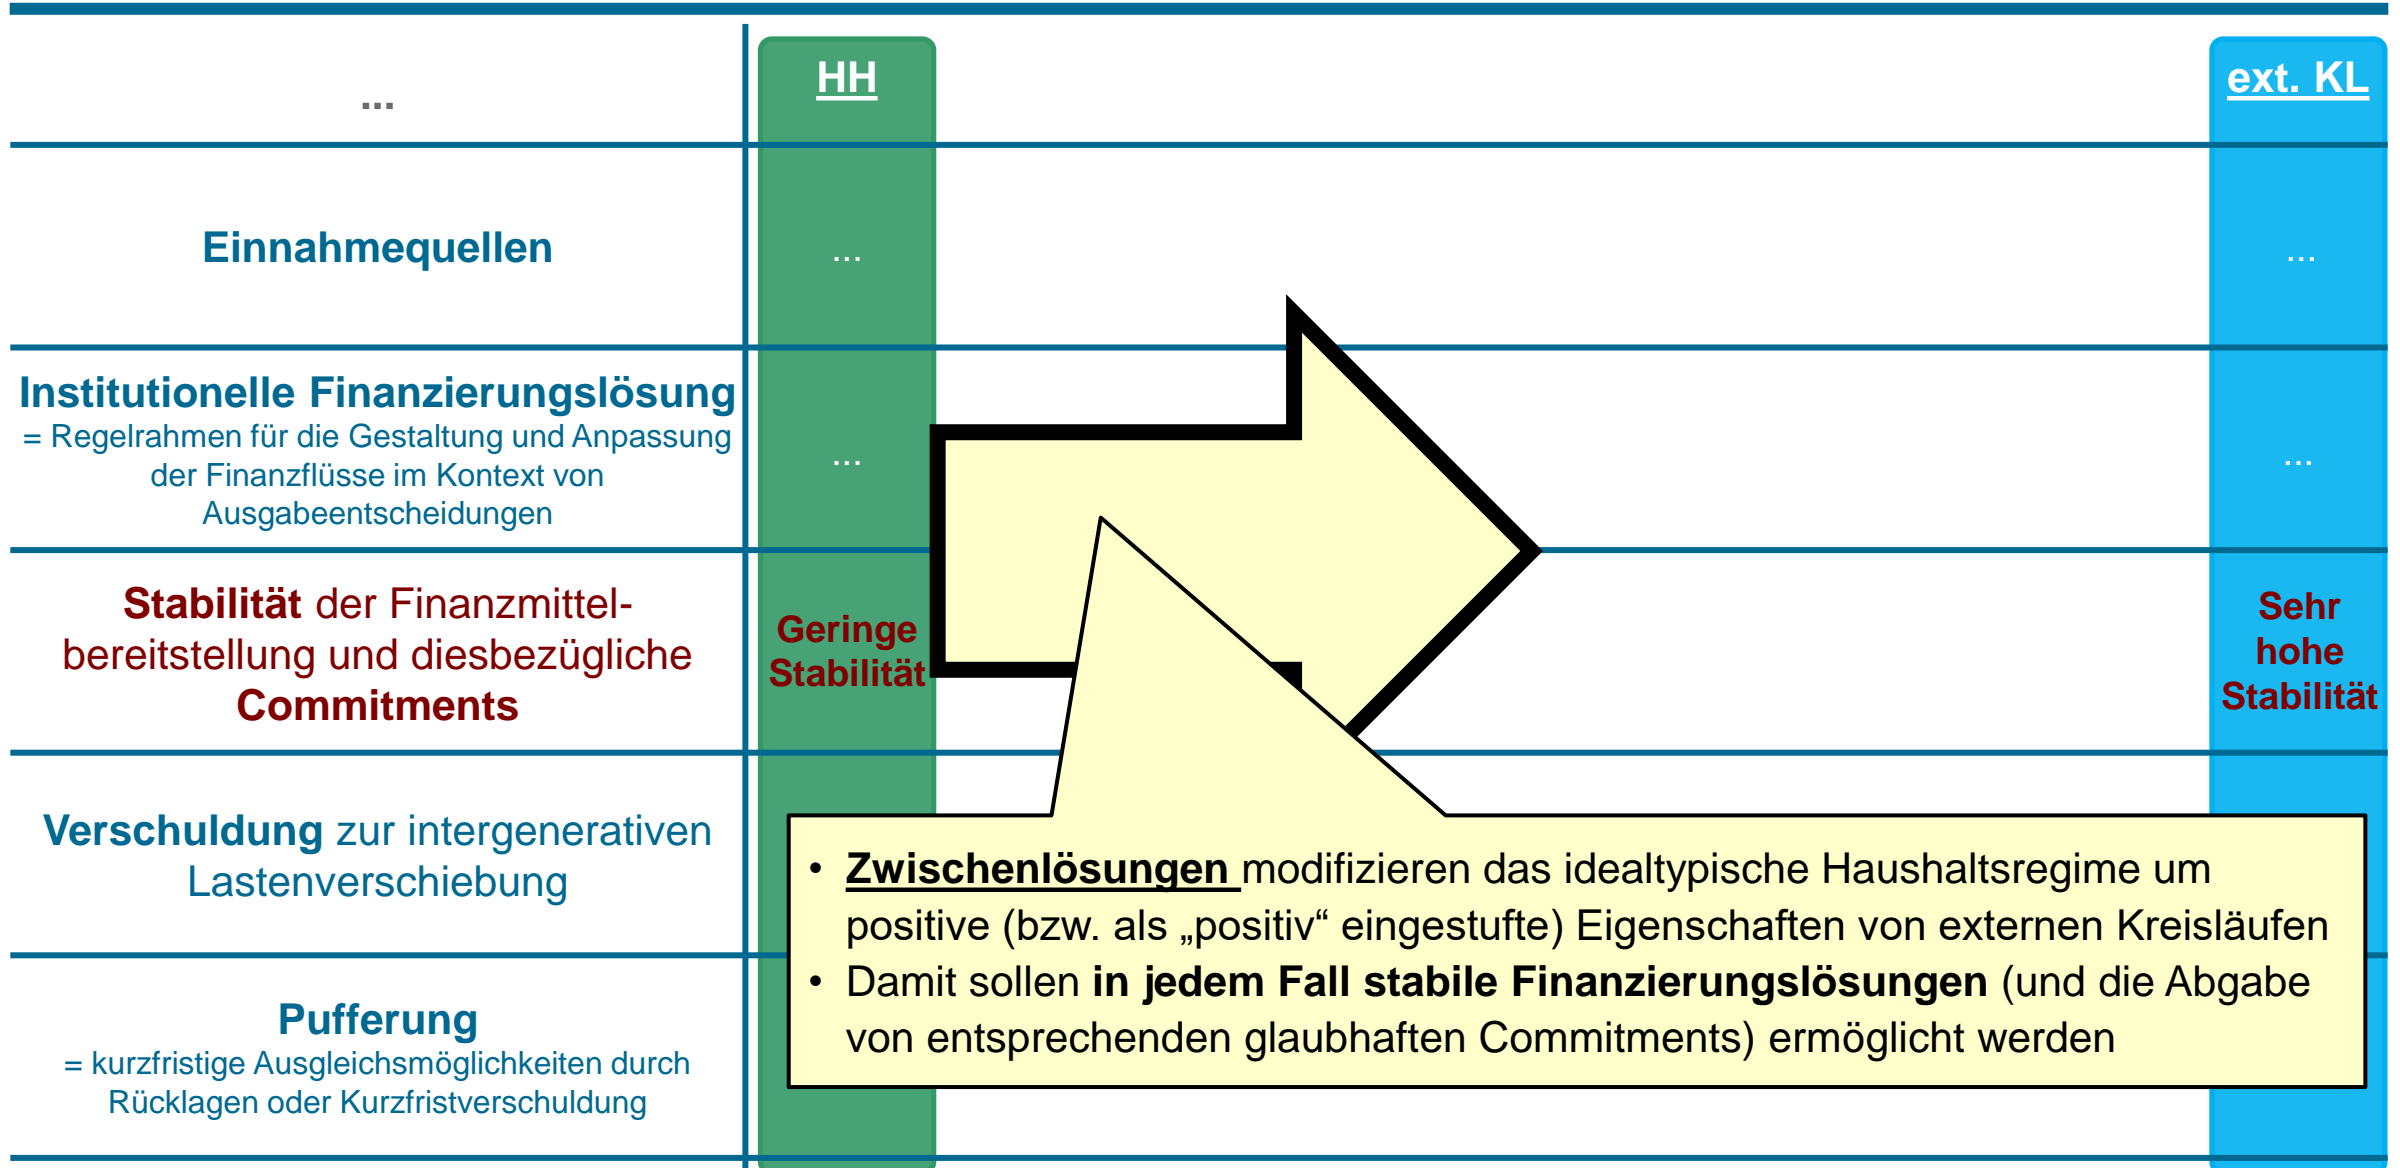 ...
HH
ext. KL
Einnahmequellen
...
...
Institutionelle Finanzierungslösung
= Regelrahmen für die Gestaltung und Anpassung
der Finanzflüsse im Kontext von
Ausgabeentscheidungen
...
...
Stabilität der Finanzmittel-
bereitstellung und diesbezügliche
Commitments
Geringe
Stabilität
Sehr
hohe
Stabilität
Verschuldung zur intergenerativen
Lastenverschiebung
• Zwischenlösungen modifizieren das idealtypische Haushaltsregime um
positive (bzw. als „positiv“ eingestufte) Eigenschaften von externen Kreisläufen
• Damit sollen in jedem Fall stabile Finanzierungslösungen (und die Abgabe
von entsprechenden glaubhaften Commitments) ermöglicht werden
Pufferung
= kurzfristige Ausgleichsmöglichkeiten durch
Rücklagen oder Kurzfristverschuldung